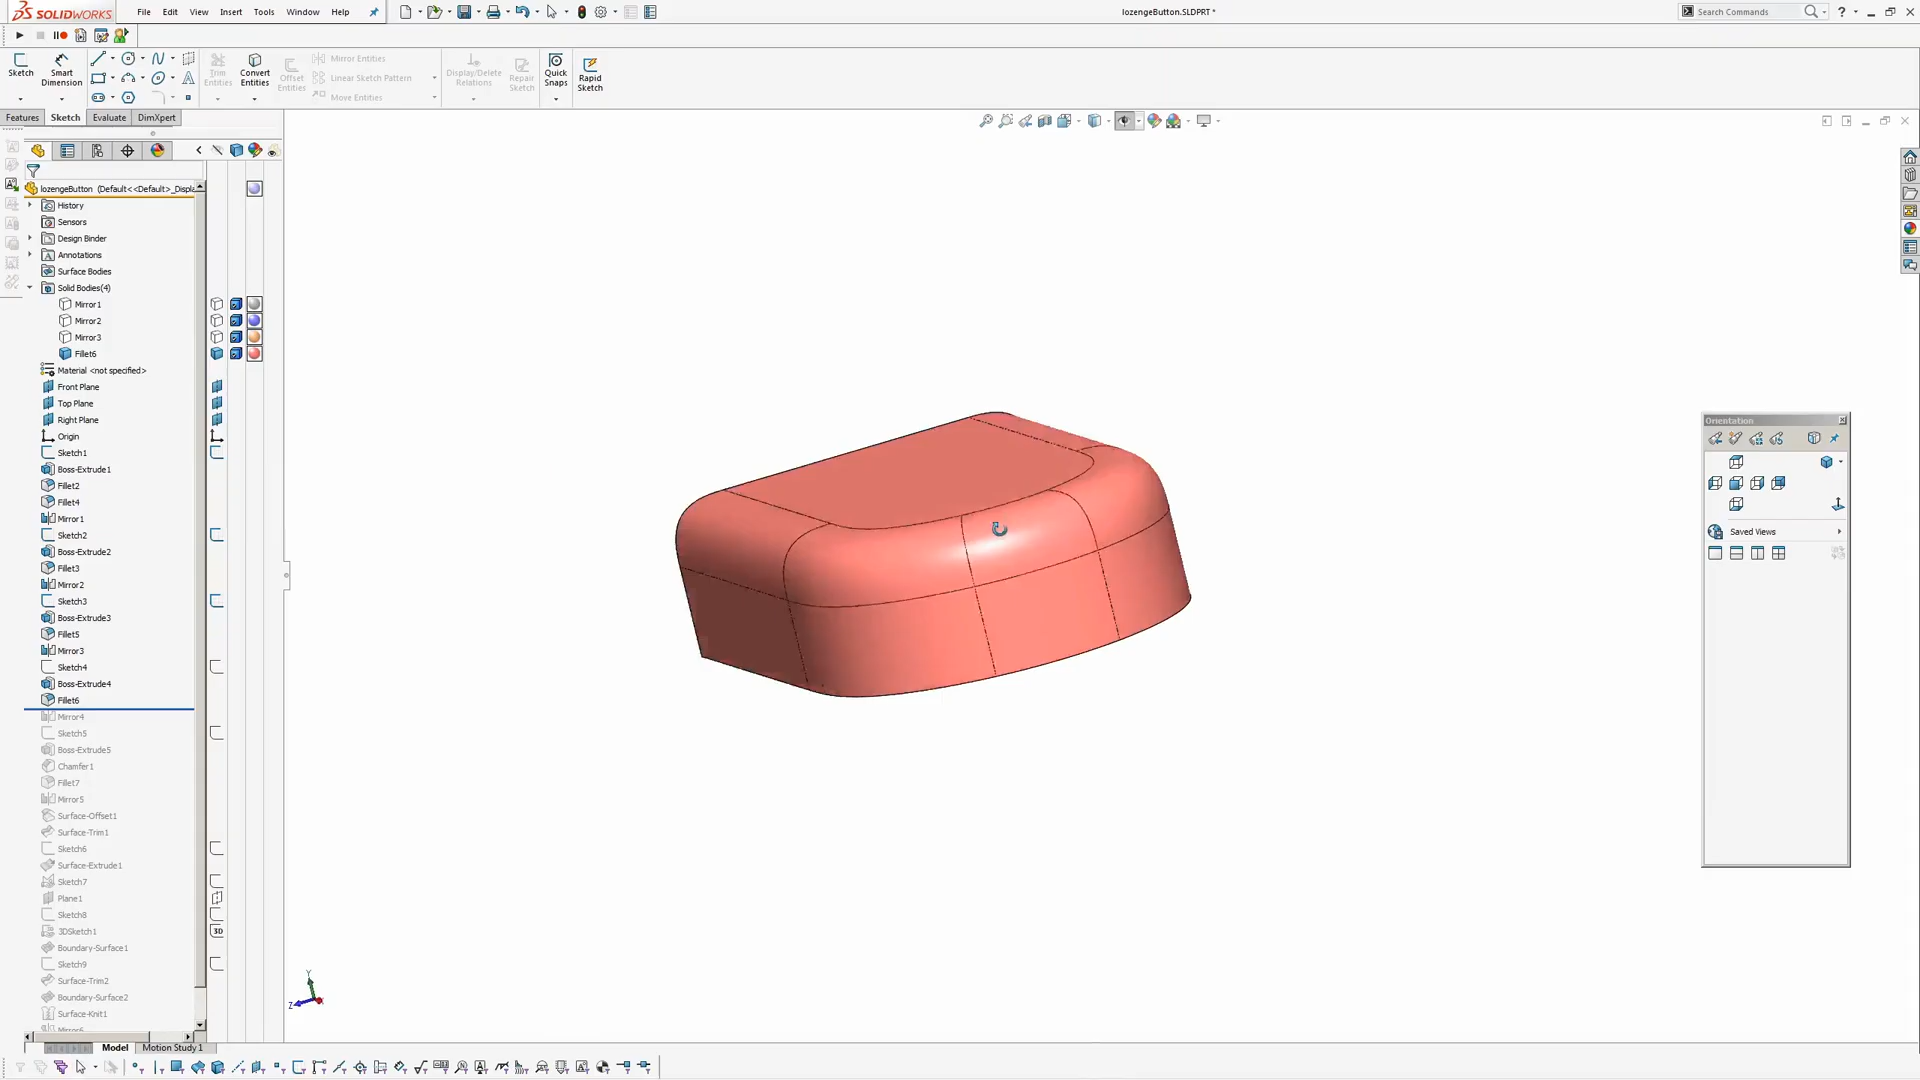 SOLIDWORKS File Edit View Insert Tools Window Help lozengeButton.SLDPRT * Search Commands
Sketch Smart Dimension Trim Entities Convert Entities Offset Entities Mirror Entities Linear Sketch Pattern Move Entities Display/Delete Relations Repair Sketch Quick Snaps Rapid Sketch
Features Sketch Evaluate DimXpert
lozengeButton (Default<<Default>_Displa
History
Sensors
Design Binder
Annotations
Surface Bodies
Solid Bodies(4)
Mirror1
Mirror2
Mirror3
Fillet6
Material <not specified>
Front Plane
Top Plane
Right Plane
Origin
Sketch1
Boss-Extrude1
Fillet2
Fillet4
Mirror1
Sketch2
Boss-Extrude2
Fillet3
Mirror2
Sketch3
Boss-Extrude3
Fillet5
Mirror3
Sketch4
Boss-Extrude4
Fillet6
Mirror4
Sketch5
Boss-Extrude5
Chamfer1
Fillet7
Mirror5
Surface-Offset1
Surface-Trim1
Sketch6
Surface-Extrude1
Sketch7
Plane1
Sketch8
3DSketch1
3D
Boundary-Surface1
Sketch9
Surface-Trim2
Boundary-Surface2
Surface-Knit1
Mirror6
Orientation
Saved Views
Y
Z
Model Motion Study 1